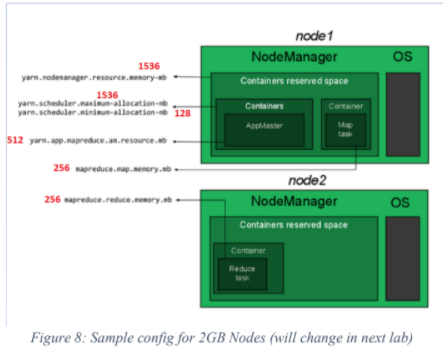 node1
NodeManager
OS
1536
yarn.nodemanager.resource.memory-mb
Containers reserved space
1536
yarn.scheduler.maximum-allocation-mb
yarn.scheduler.minimum-allocation-mb 128
Containers
Container
AppMaster
Map
task
512 yarn.app.mapreduce.am.resource.mb
256 mapreduce.map.memory.mb
node2
256 mapreduce.reduce.memory.mb
NodeManager
OS
Containers reserved space
Container
Reduce
task
Figure 8: Sample config for 2GB Nodes (will change in next lab)